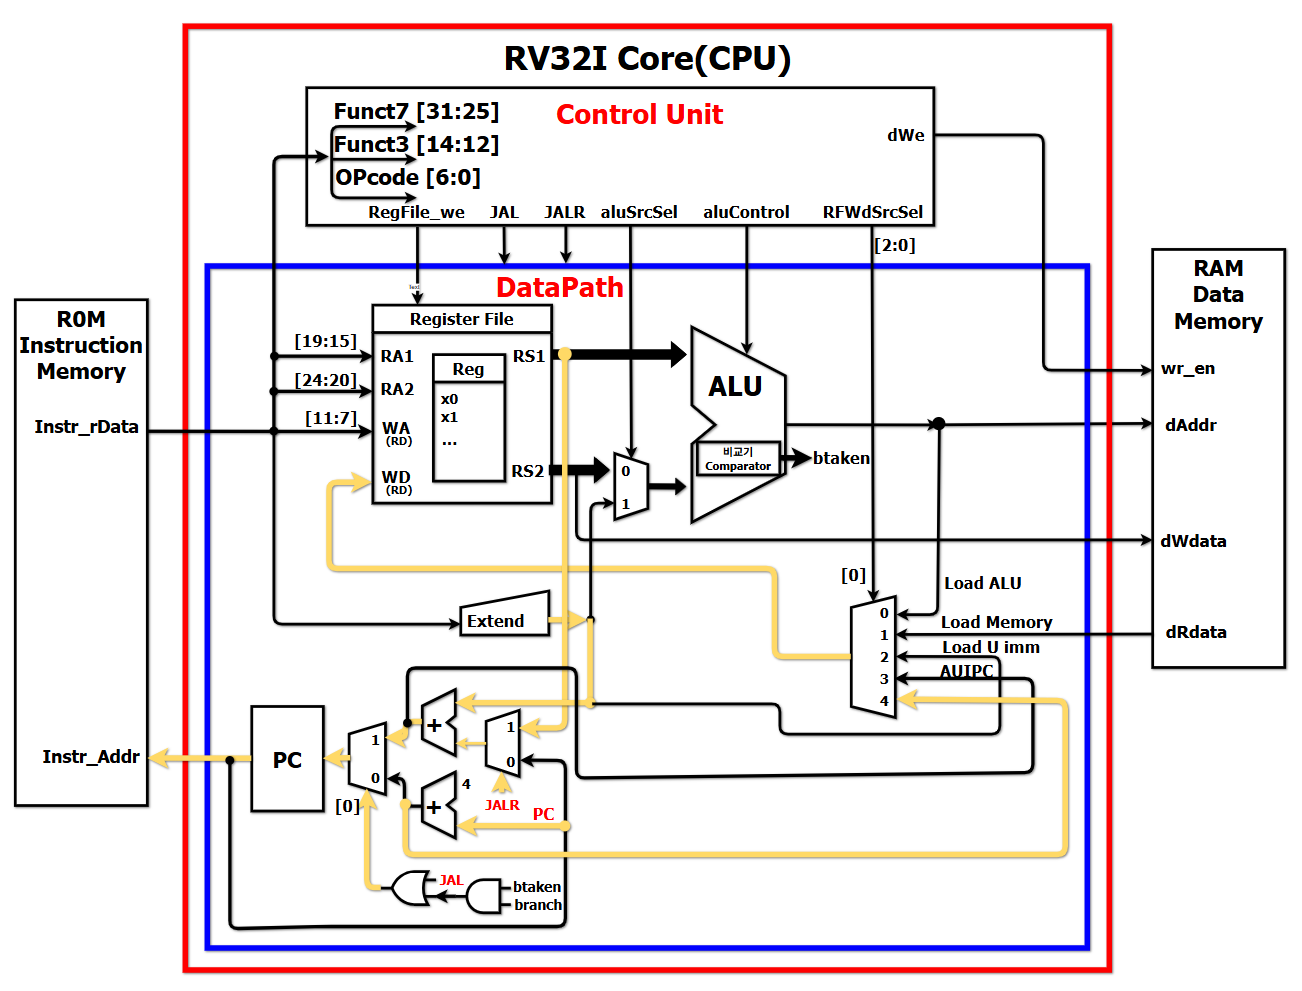 RV32I Core(CPU)
Control Unit
Funct7 [31:25]
Funct3 [14:12]
OPcode [6:0]
dWe
RegFile_we
JAL
JALR
aluSrcSel
aluControl
RFWdSrcSel
[2:0]
DataPath
Text
R0M
Instruction
Memory
Instr_rData
Instr_Addr
RAM
Data
Memory
wr_en
dAddr
dWdata
dRdata
Register File
[19:15]
RA1
[24:20]
RA2
[11:7]
WA
(RD)
WD
(RD)
Reg
x0
x1
...
RS1
RS2
0
1
ALU
비교기
Comparator
btaken
Extend
[0]
Load ALU
Load Memory
Load U imm
AUIPC
0
1
2
3
4
+
1
0
JALR
1
0
[0]
PC
+
4
PC
JAL
btaken
branch